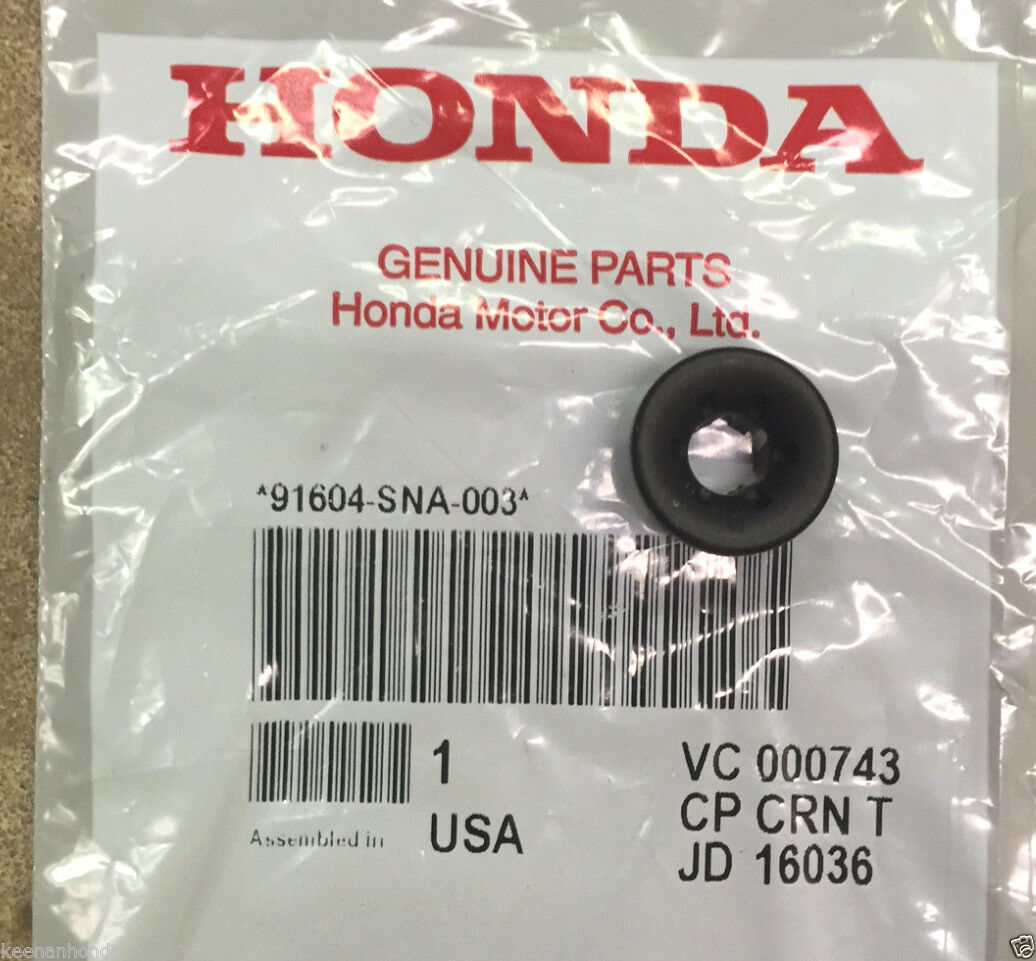 HONDA
GENUINE PARTS
Honda Motor Co., Ltd.
*91604-SNA-003*
1
VC 000743
CP CRN T
Assembled in USA
JD 16036
keenanhond